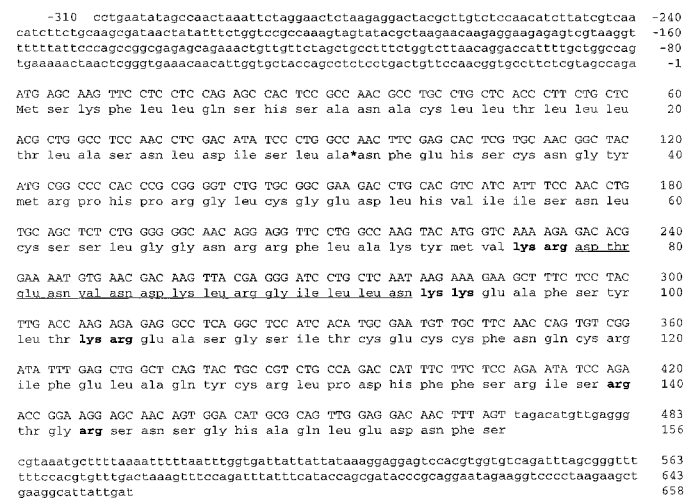 -310 cctgaatatagccaactaaattctaggaactctaagaggactacgcttgtctccaacatcttatcgtcaa -240
catcttctgcaagcgataactatatttctggtccgccaaagtagtatacgctaagaacaagaggaagagagtcgtaaggt -160
tttttattcccagccggcgagagcagaaactgttgttctagctgcctttctggtcttaacaggaccattttgctggccag -80
tgaaaaactaactcgggtgaaacaacattggtgctaccagcctctcctgactgttccaacggtgccttctcgtagccaga -1
ATG AGC AAG TTC CTC CTC CAG AGC CAC TCC GCC AAC GCC TGC CTG CTC ACC CTT CTG CTC 60
Met ser lys phe leu leu gln ser his ser ala asn ala cys leu leu thr leu leu leu 20
ACG CTG GCC TCC AAC CTC GAC ATA TCC CTG GCC AAC TTC GAG CAC TCG TGC AAC GGC TAC 120
thr leu ala ser asn leu asp ile ser leu ala*asn phe glu his ser cys asn gly tyr 40
ATG CGG CCC CAC CCG CGG GGT CTG TGC GGC GAA GAC CTG CAC GTC ATC ATT TCC AAC CTG 180
met arg pro his pro arg gly leu cys gly glu asp leu his val ile ile ser asn leu 60
TGC AGC TCT CTG GGG GGC AAC AGG AGG TTC CTG GCC AAG TAC ATG GTC AAA AGA GAC ACG 240
cys ser ser leu gly gly asn arg arg phe leu ala lys tyr met val lys arg asp thr 80
GAA AAT GTG AAC GAC AAG TTA CGA GGG ATC CTG CTC AAT AAG AAA GAA GCT TTC TCC TAC 300
glu asn val asn asp lys leu arg gly ile leu leu asn lys lys glu ala phe ser tyr 100
TTG ACC AAG AGA GAG GCC TCA GGC TCC ATC ACA TGC GAA TGT TGC TTC AAC CAG TGT CGG 360
leu thr lys arg glu ala ser gly ser ile thr cys glu cys cys phe asn gln cys arg 120
ATA TTT GAG CTG GCT CAG TAC TGC CGT CTG CCA GAC CAT TTC TTC TCC AGA ATA TCC AGA 420
ile phe glu leu ala gln tyr cys arg leu pro asp his phe phe ser arg ile ser arg 140
ACC GGA AGG AGC AAC AGT GGA CAT GCG CAG TTG GAG GAC AAC TTT AGT tagacatgttgaggg 483
thr gly arg ser asn ser gly his ala gln leu glu asp asn phe ser 156
cgtaaatgcttttaaaatttttaatttggtgattattattataaaggaggagtccacgtggtgtcagatttagcgggttt 563
tttccacgtgtttgactaaagtttccagatttatttcataccagcgataccccgcaggaatagaaggtcccctaagaagct 643
gaaggcattattgat 658